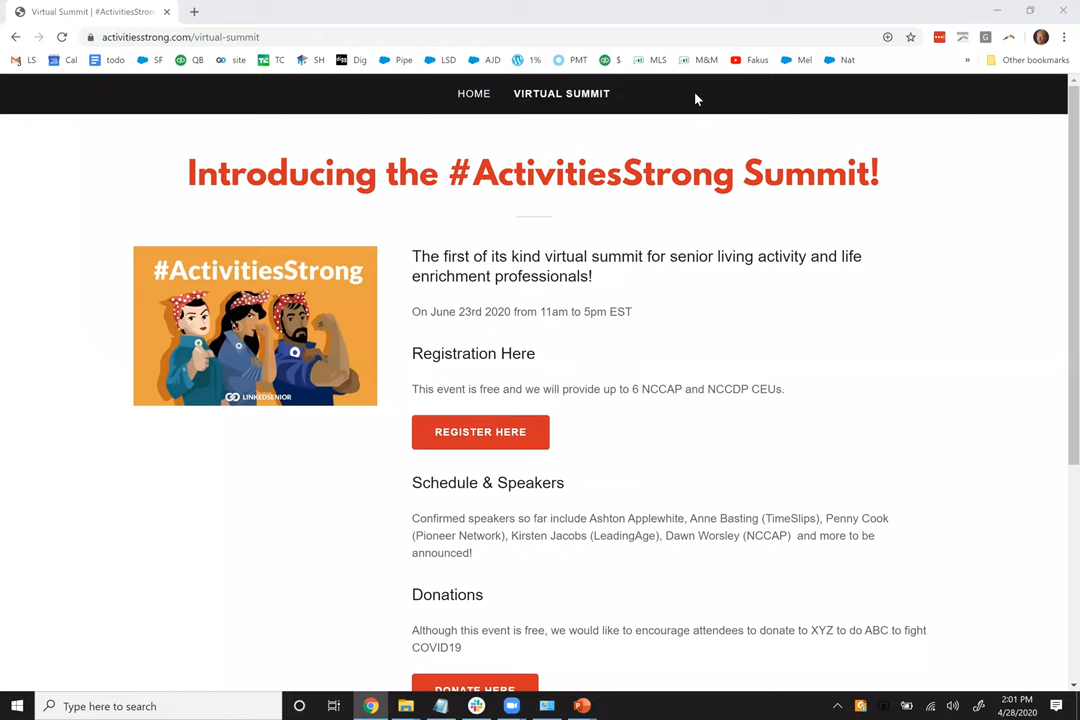 Virtual Summit | #ActivitiesStron
activitiesstrong.com/virtual-summit
LS Cal todo SF QB site TC SH Dig Pipe LSD AJD 1% PMT $ MLS M&M Fakus Mel Nat » Other bookmarks
HOME VIRTUAL SUMMIT
Introducing the #ActivitiesStrong Summit!
#ActivitiesStrong
LINKEDSENIOR
The first of its kind virtual summit for senior living activity and life
enrichment professionals!
On June 23rd 2020 from 11am to 5pm EST
Registration Here
This event is free and we will provide up to 6 NCCAP and NCCDP CEUs.
REGISTER HERE
Schedule & Speakers
Confirmed speakers so far include Ashton Applewhite, Anne Basting (TimeSlips), Penny Cook
(Pioneer Network), Kirsten Jacobs (LeadingAge), Dawn Worsley (NCCAP) and more to be
announced!
Donations
Although this event is free, we would like to encourage attendees to donate to XYZ to do ABC to fight
COVID19
DONATE HERE
Type here to search
2:01 PM
4/28/2020